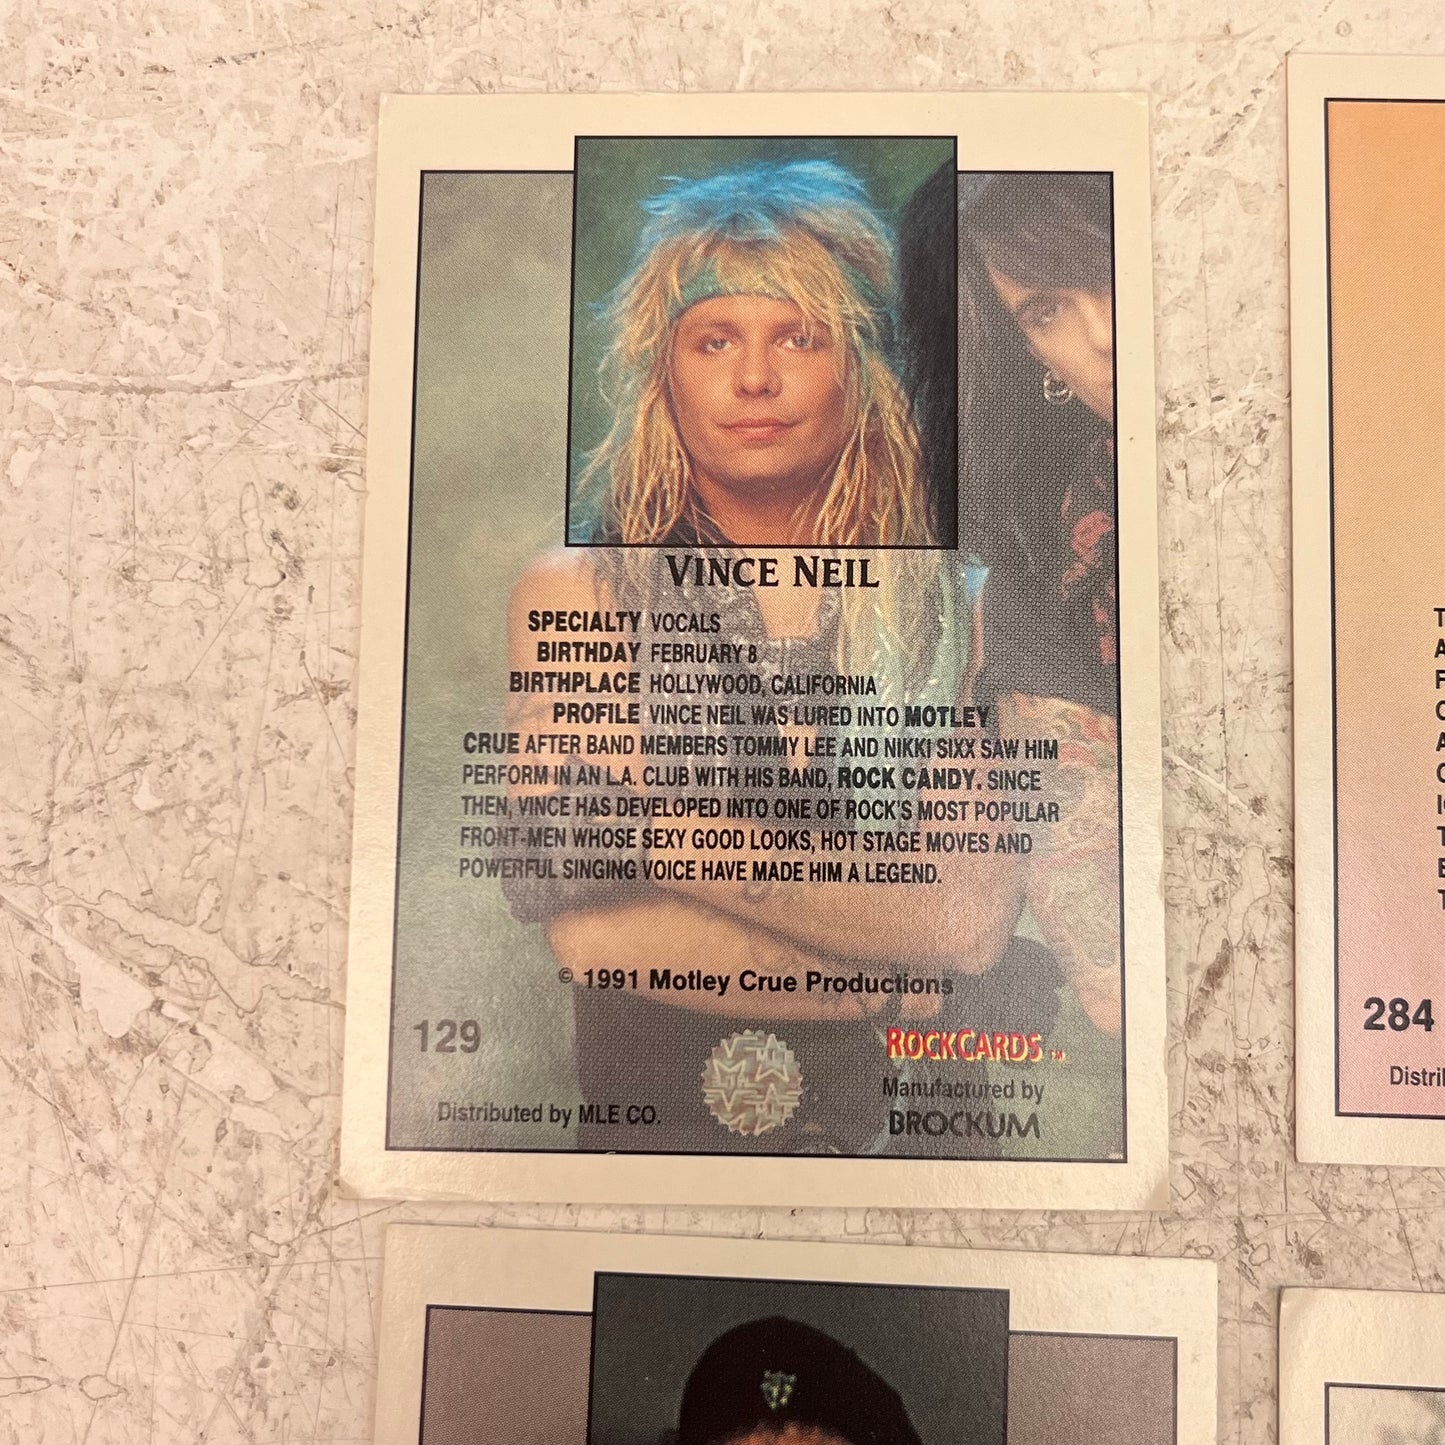 VINCE NEIL
SPECIALTY VOCALS
BIRTHDAY FEBRUARY 8
BIRTHPLACE HOLLYWOOD, CALIFORNIA
PROFILE VINCE NEIL WAS LURED INTO MOTLEY
CRUE AFTER BAND MEMBERS TOMMY LEE AND NIKKI SIXX SAW HIM
PERFORM IN AN L.A. CLUB WITH HIS BAND, ROCK CANDY. SINCE
THEN, VINCE HAS DEVELOPED INTO ONE OF ROCK'S MOST POPULAR
FRONT-MEN WHOSE SEXY GOOD LOOKS, HOT STAGE MOVES AND
POWERFUL SINGING VOICE HAVE MADE HIM A LEGEND.
© 1991 Motley Crue Productions
129
ROCKCARDS ™
Manufactured by
BROCKUM
Distributed by MLE CO.
284